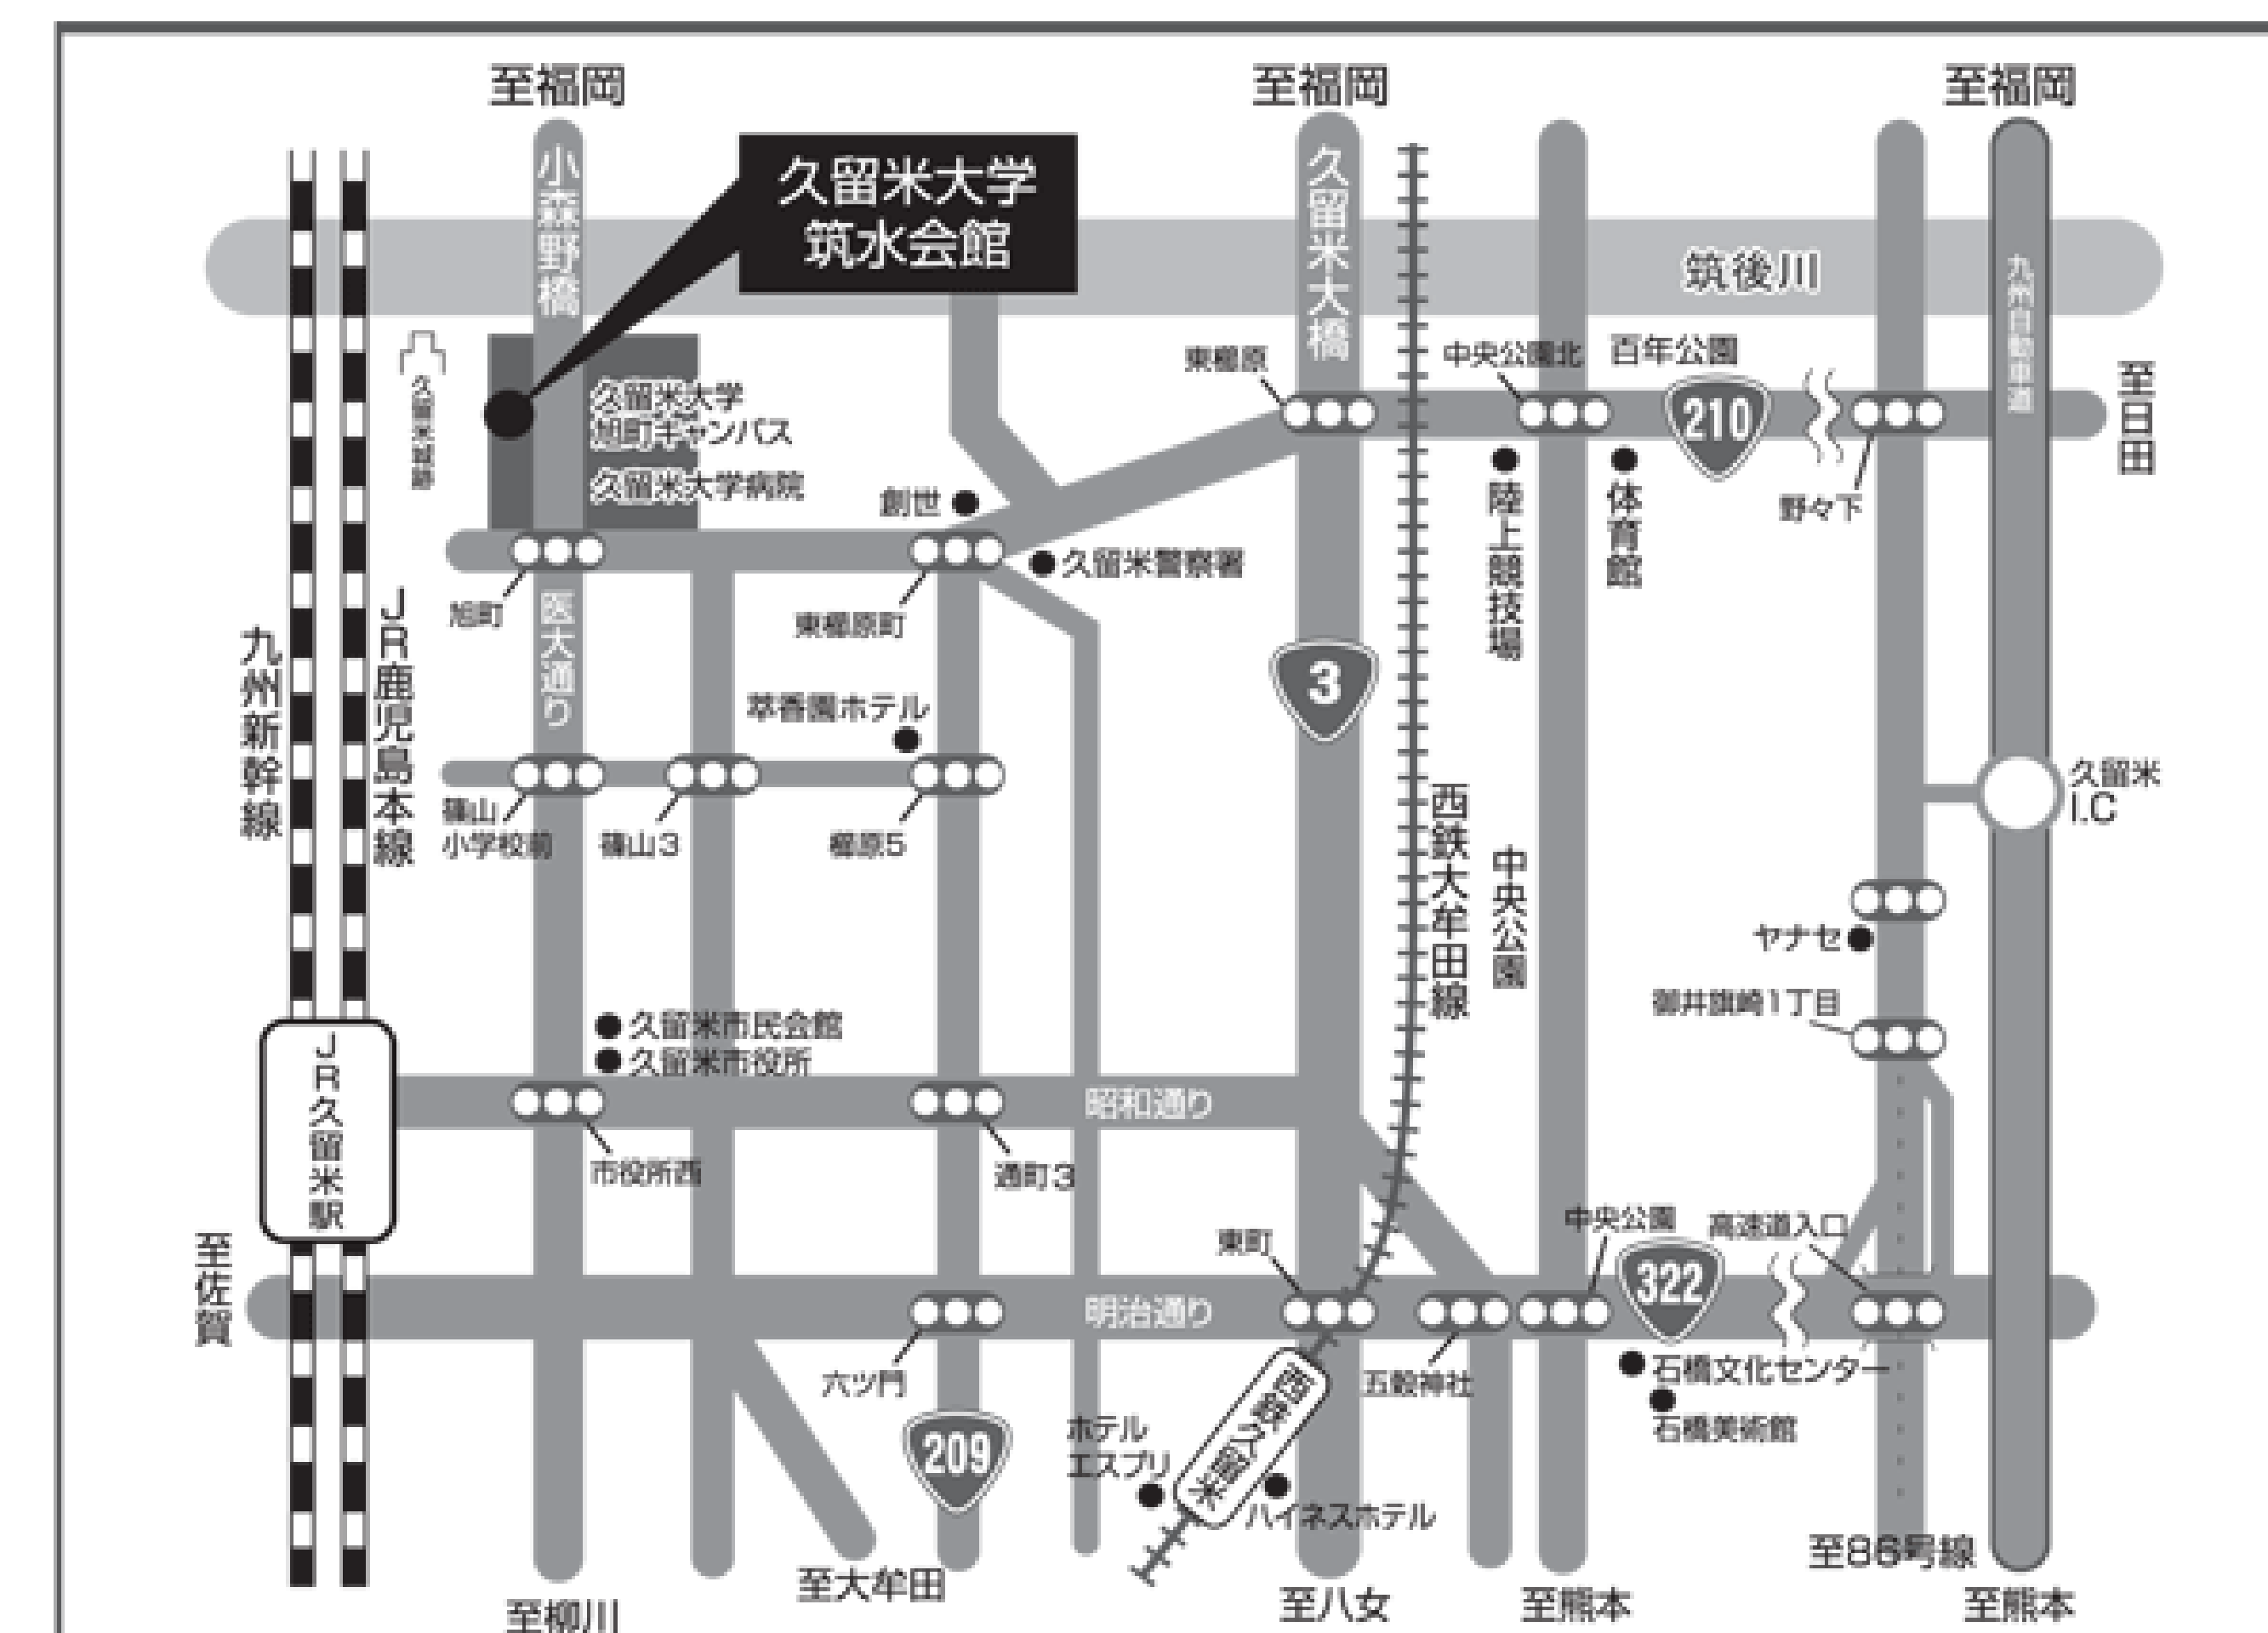 至福岡
至福岡
至福岡
小森野橋
久留米大学
筑水会館
久留米大橋
筑後川
九州自動車道
東櫛原
中央公園北
百年公園
210
至日田
久留米城跡
久留米大学
旭町キャンパス
久留米大学病院
創世
久留米警察署
陸上競技場
体育館
野々下
旭町
医大通り
東櫛原町
九州新幹線
JR鹿児島本線
3
萃香園ホテル
篠山
小学校前
篠山3
櫛原5
西鉄大牟田線
中央公園
久留米
I.C
ヤナセ
御井旗崎1丁目
久留米市民会館
久留米市役所
JR久留米駅
昭和通り
市役所西
通町3
至佐賀
東町
中央公園
高速道入口
322
明治通り
六ツ門
209
五穀神社
石橋文化センター
石橋美術館
ホテル
エスプリ
西鉄久留米
ハイネスホテル
至柳川
至大牟田
至八女
至熊本
至86号線
至熊本